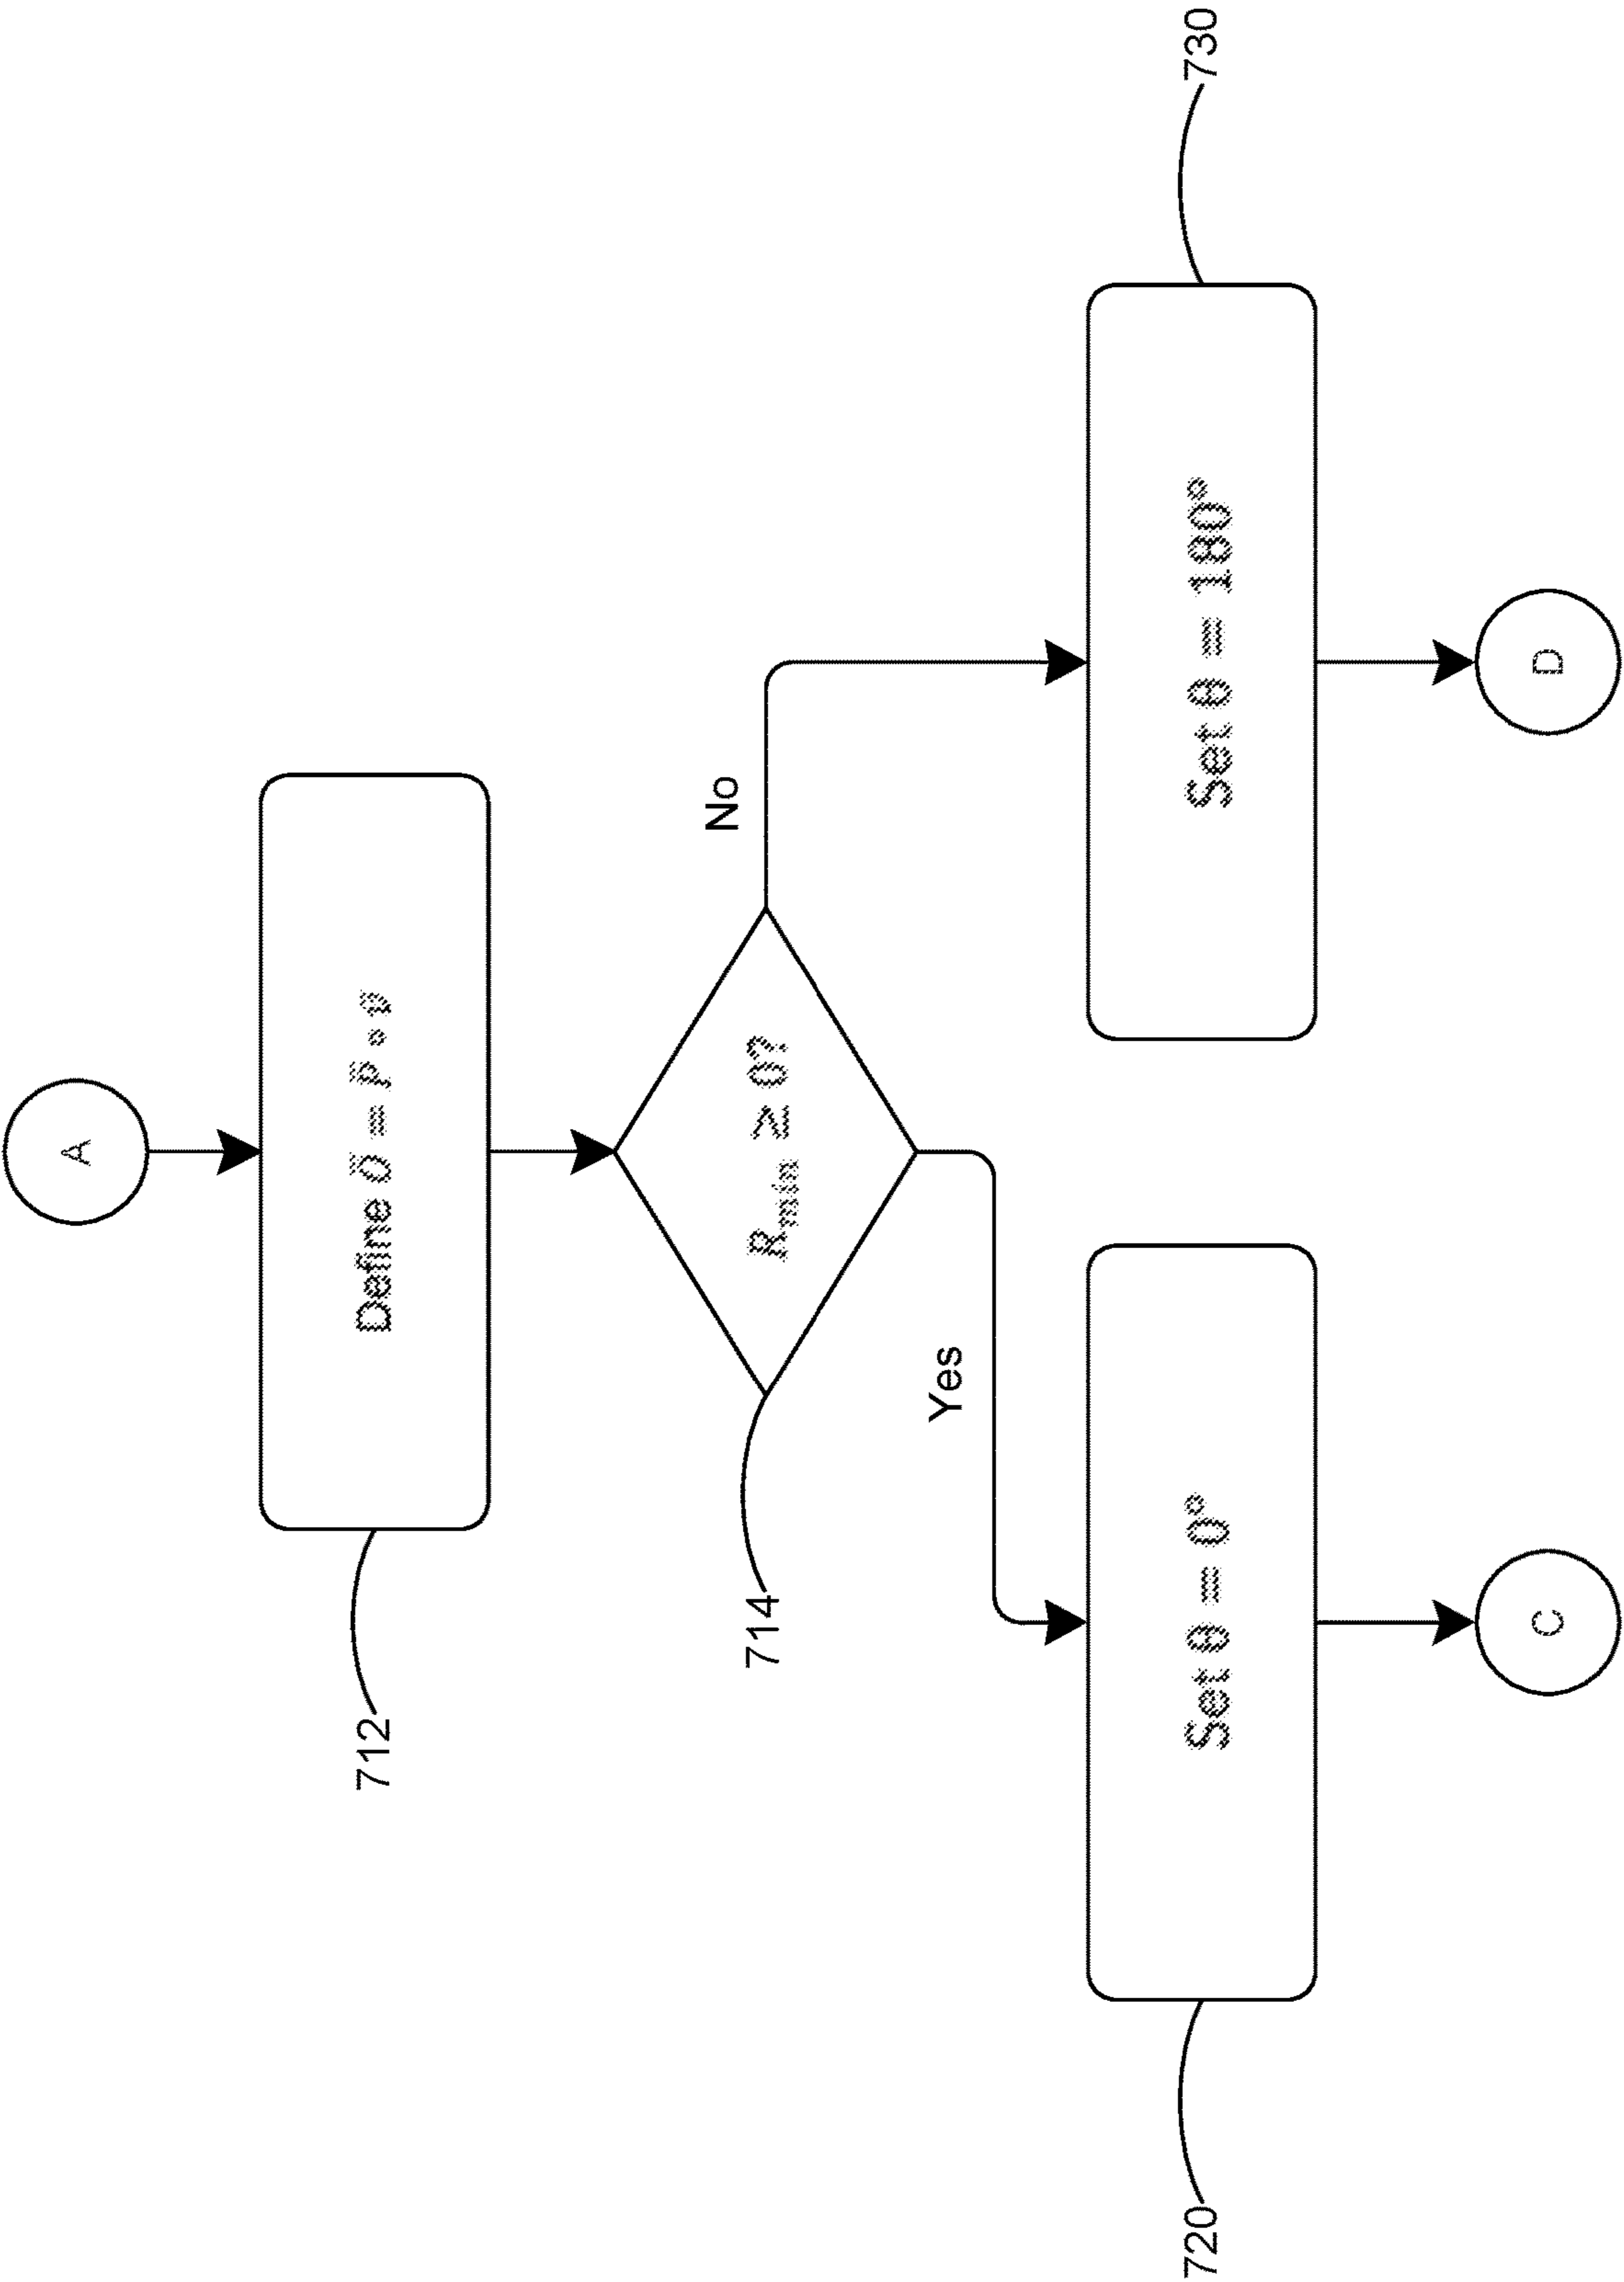 A
Define Ō = P̄ ∘
712
R_min ≥ 0?
714
No
Yes
Set θ = 0°
720
Set θ = 180°
730
C
D